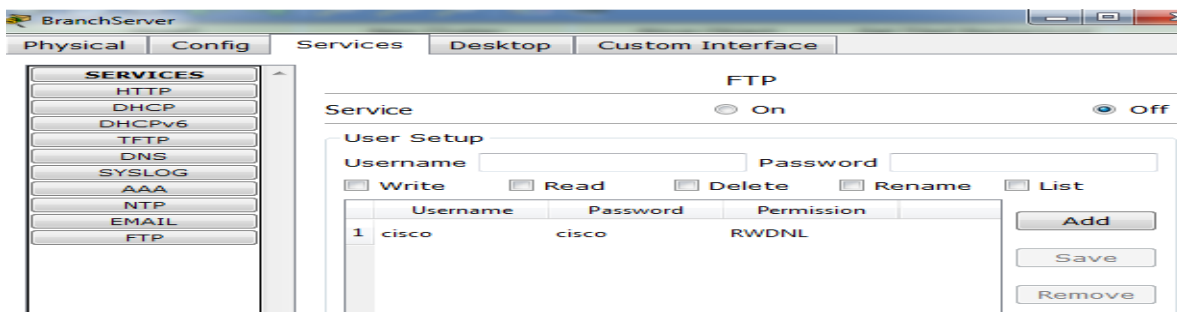 BranchServer
Physical Config Services Desktop Custom Interface
SERVICES
HTTP
DHCP
DHCPv6
TFTP
DNS
SYSLOG
AAA
NTP
EMAIL
FTP
FTP
Service On Off
User Setup
Username Password
Write Read Delete Rename List
Username Password Permission
1 cisco cisco RWDNL
Add
Save
Remove